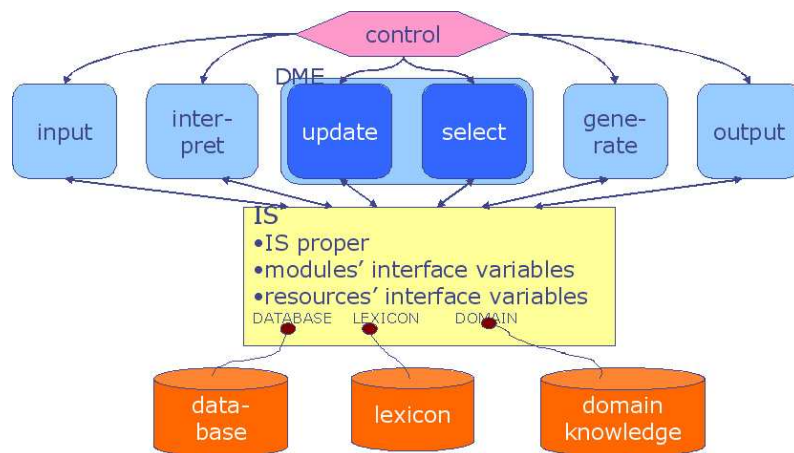 control
DME
input
inter-
pret
update
select
gene-
rate
output
IS
•IS proper
•modules’ interface variables
•resources’ interface variables
DATABASE LEXICON DOMAIN
data-
base
lexicon
domain
knowledge